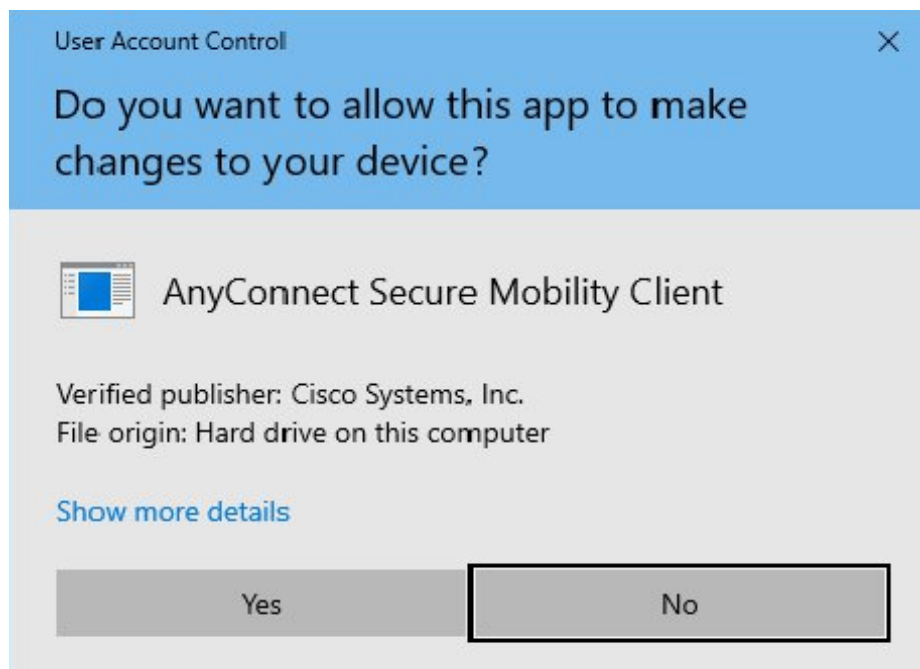 User Account Control
Do you want to allow this app to make
changes to your device?
AnyConnect Secure Mobility Client
Verified publisher: Cisco Systems, Inc.
File origin: Hard drive on this computer
Show more details
Yes
No